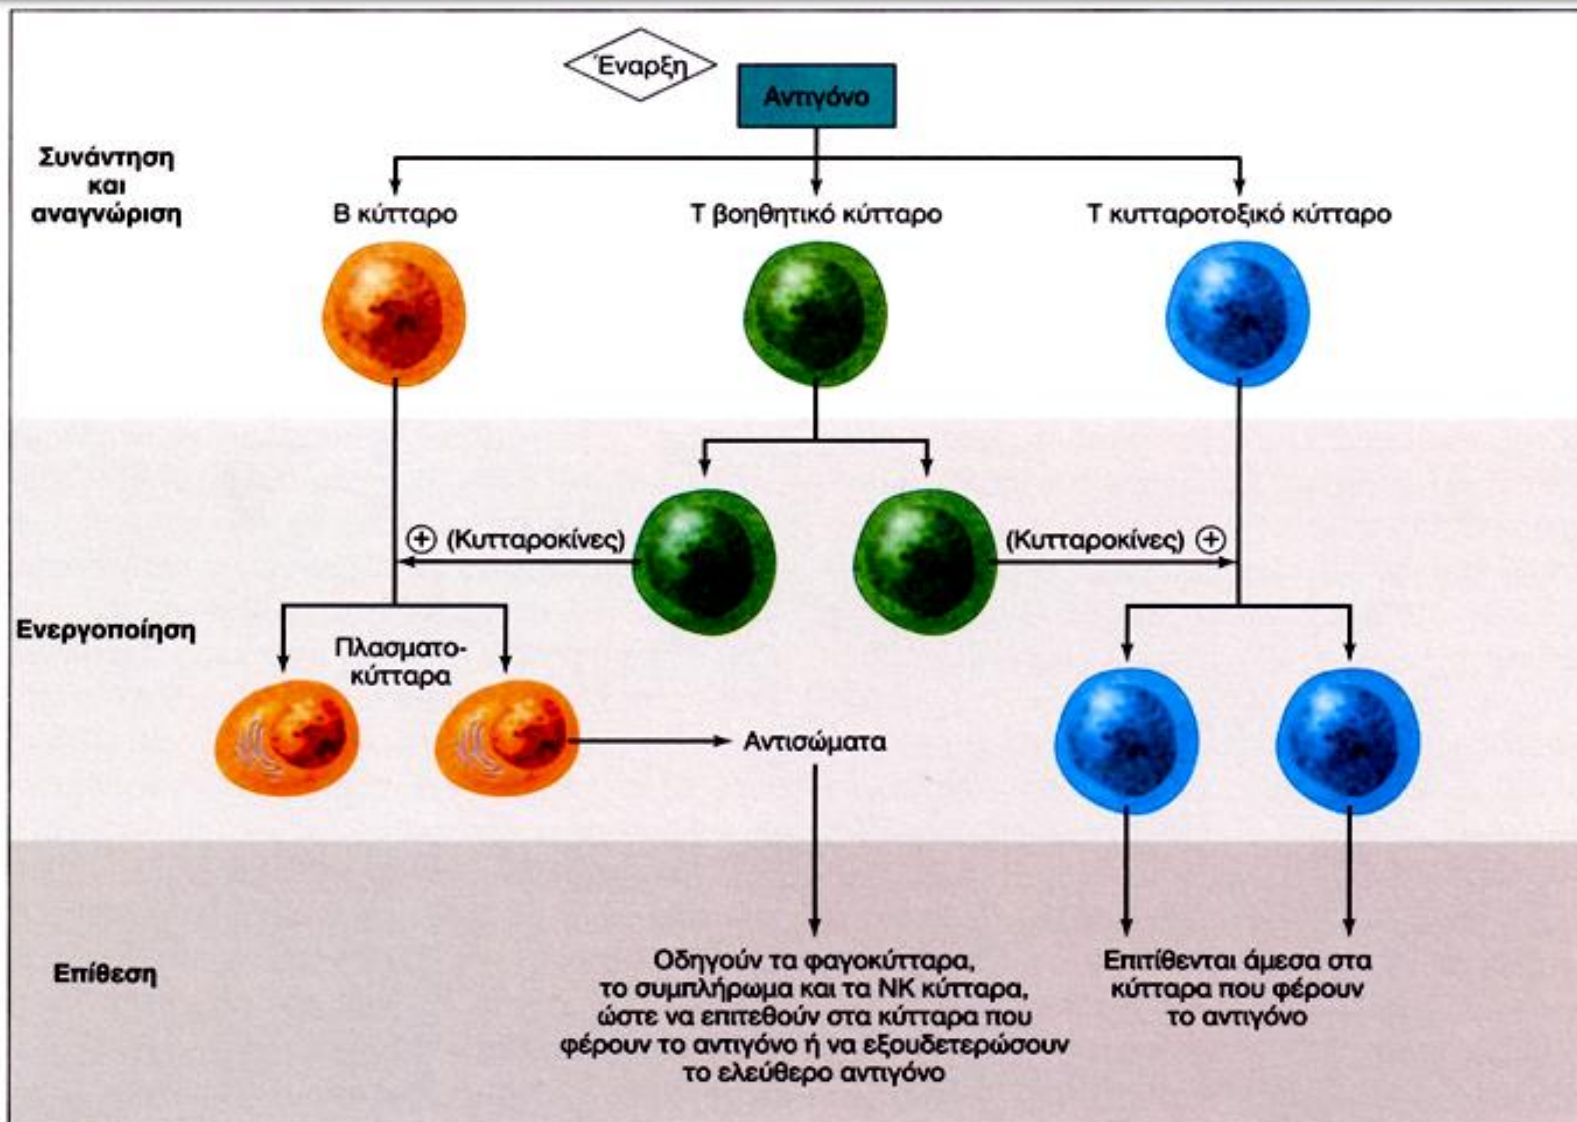 Έναρξη
Αντιγόνο
Συνάντηση
και
αναγνώριση
Β κύτταρο
Τ βοηθητικό κύτταρο
Τ κυτταροτοξικό κύτταρο
+ (Κυτταροκίνες)
(Κυτταροκίνες) +
Ενεργοποίηση
Πλασματο-
κύτταρα
Αντισώματα
Επίθεση
Οδηγούν τα φαγοκύτταρα,
το συμπλήρωμα και τα ΝΚ κύτταρα,
ώστε να επιτεθούν στα κύτταρα που
φέρουν το αντιγόνο ή να εξουδετερώσουν
το ελεύθερο αντιγόνο
Επιτίθενται άμεσα στα
κύτταρα που φέρουν
το αντιγόνο